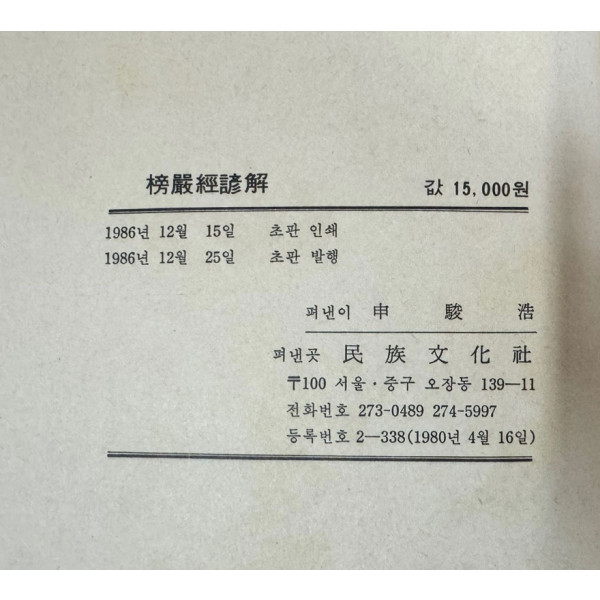 榜嚴經諺解 값 15,000원
1986년 12월 15일 초판 인쇄
1986년 12월 25일 초판 발행
펴낸이 申駿浩
펴낸곳 民族文化社
〒100 서울·중구 오장동 139—11
전화번호 273-0489 274-5997
등록번호 2—338(1980년 4월 16일)